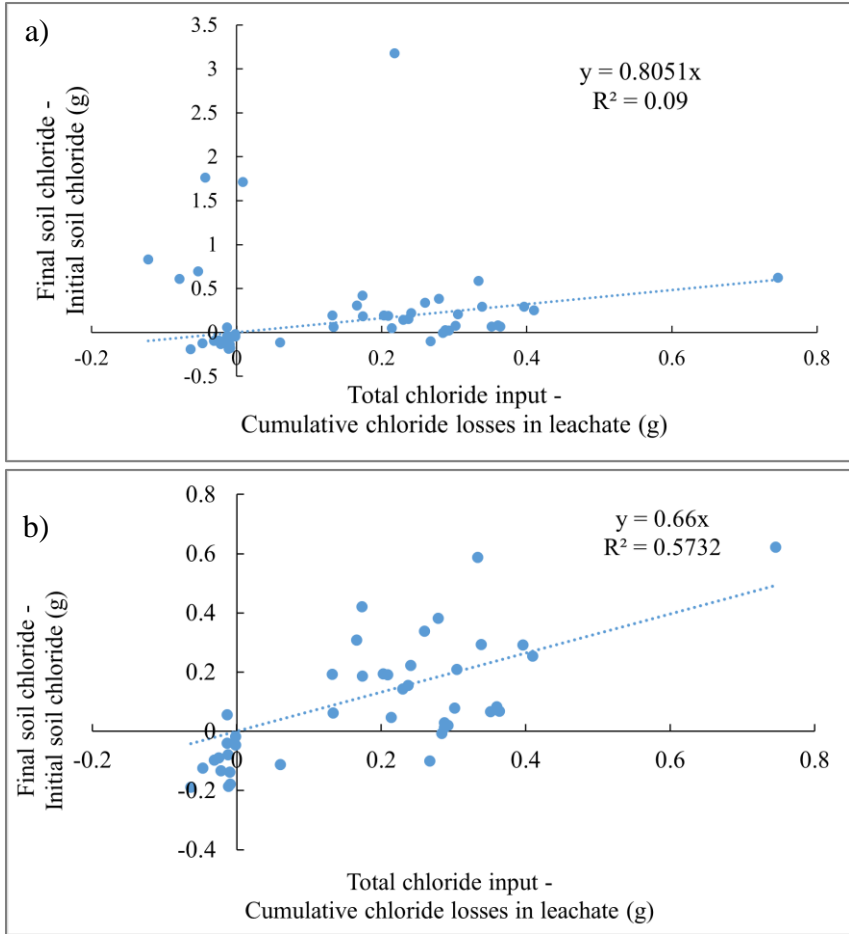 a)
3.5
3
2.5
2
1.5
1
0.5
0
-0.5
-0.2
0
0.2
0.4
0.6
0.8
y = 0.8051x
R² = 0.09
Final soil chloride -
Initial soil chloride (g)
Total chloride input -
Cumulative chloride losses in leachate (g)
b)
0.8
0.6
0.4
0.2
0
-0.2
-0.4
-0.2
0
0.2
0.4
0.6
0.8
y = 0.66x
R² = 0.5732
Final soil chloride -
Initial soil chloride (g)
Total chloride input -
Cumulative chloride losses in leachate (g)